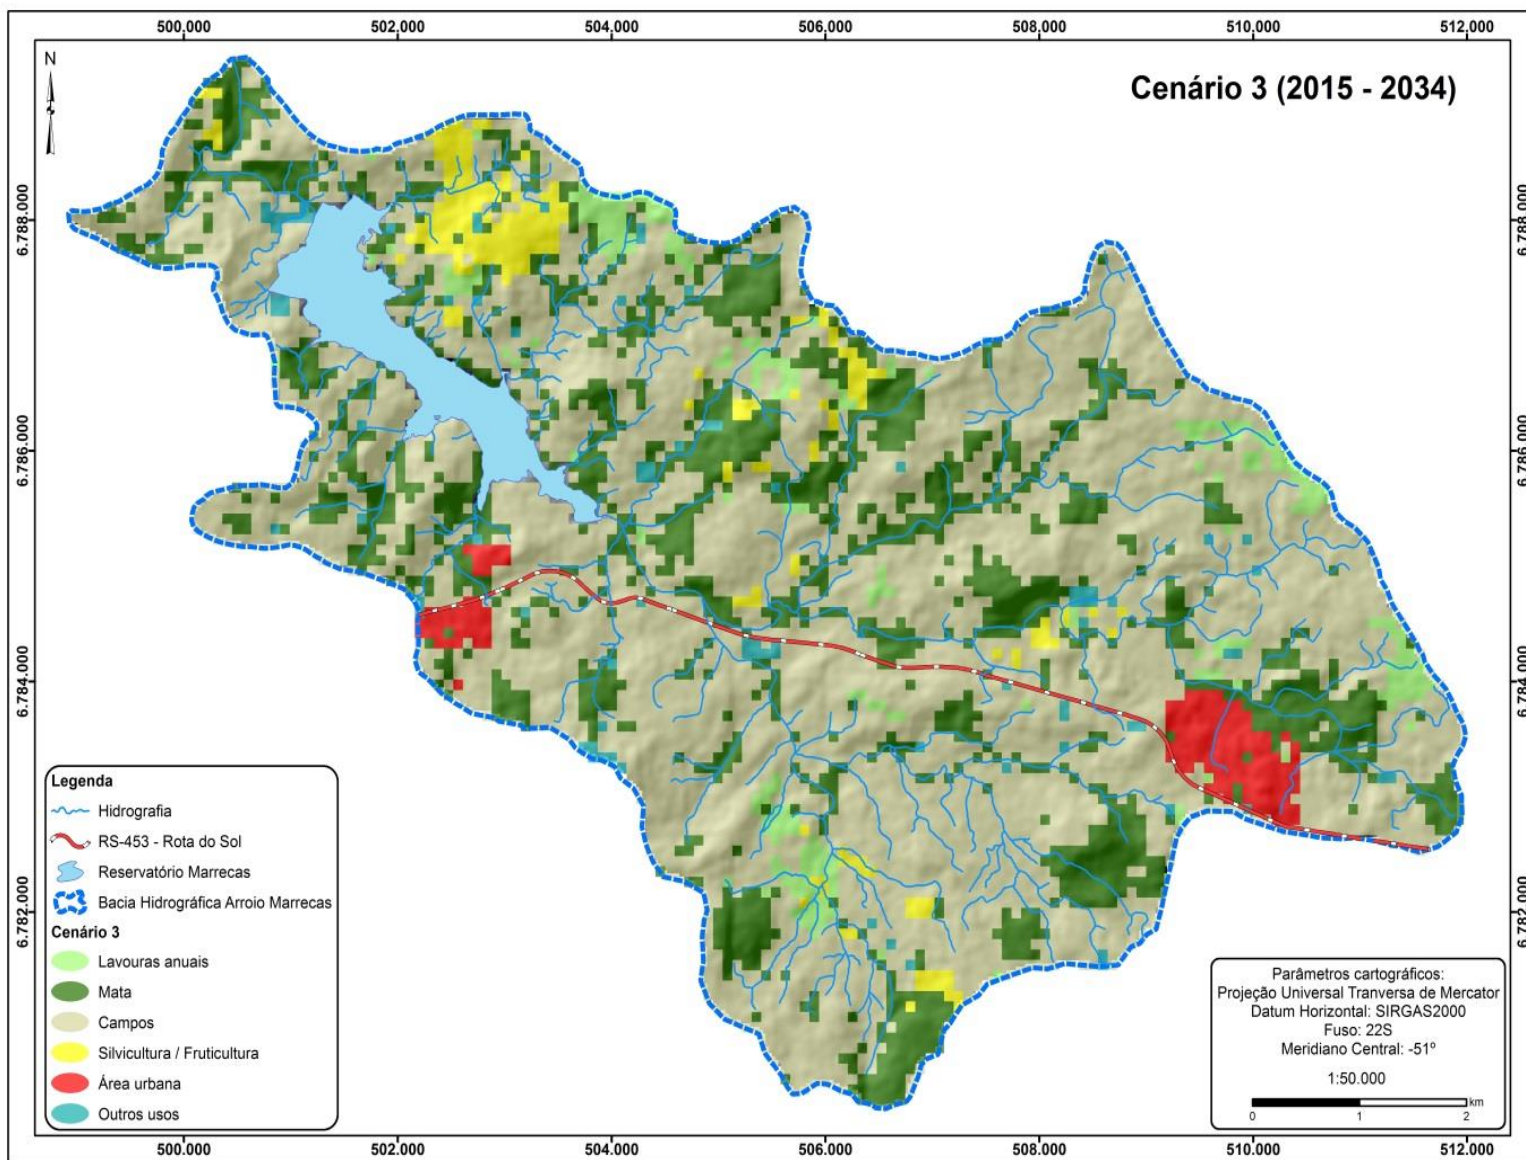 500.000 502.000 504.000 506.000 508.000 510.000 512.000
N
Cenário 3 (2015 - 2034)
6.788.000
6.788.000
6.786.000
6.786.000
6.784.000
6.784.000
6.782.000
6.782.000
Legenda
Hidrografia
RS-453 - Rota do Sol
Reservatório Marrecas
Bacia Hidrográfica Arroio Marrecas
Cenário 3
Lavouras anuais
Mata
Campos
Silvicultura / Fruticultura
Área urbana
Outros usos
Parâmetros cartográficos:
Projeção Universal Tranversa de Mercator
Datum Horizontal: SIRGAS2000
Fuso: 22S
Meridiano Central: -51º
1:50.000
km
0 1 2
500.000 502.000 504.000 506.000 508.000 510.000 512.000